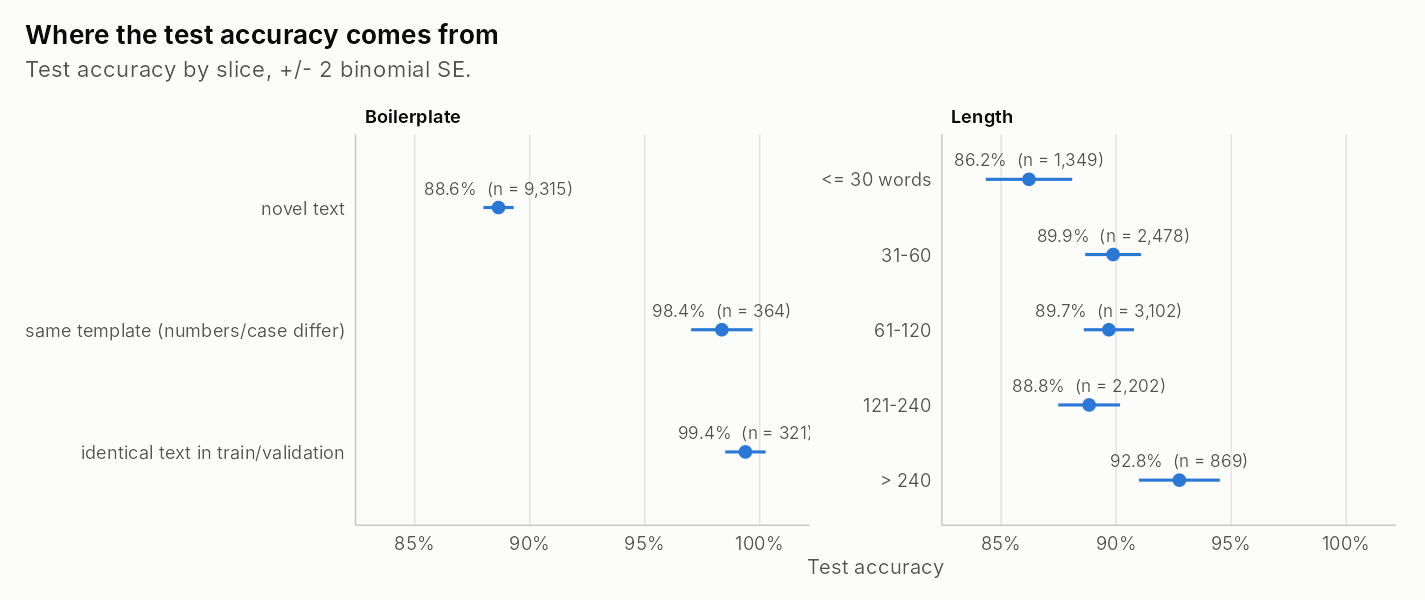 Where the test accuracy comes from
Test accuracy by slice, +/- 2 binomial SE.
Boilerplate
novel text
88.6% (n = 9,315)
same template (numbers/case differ)
98.4% (n = 364)
identical text in train/validation
99.4% (n = 321)
85% 90% 95% 100%
Length
<= 30 words
86.2% (n = 1,349)
31-60
89.9% (n = 2,478)
61-120
89.7% (n = 3,102)
121-240
88.8% (n = 2,202)
> 240
92.8% (n = 869)
85% 90% 95% 100%
Test accuracy